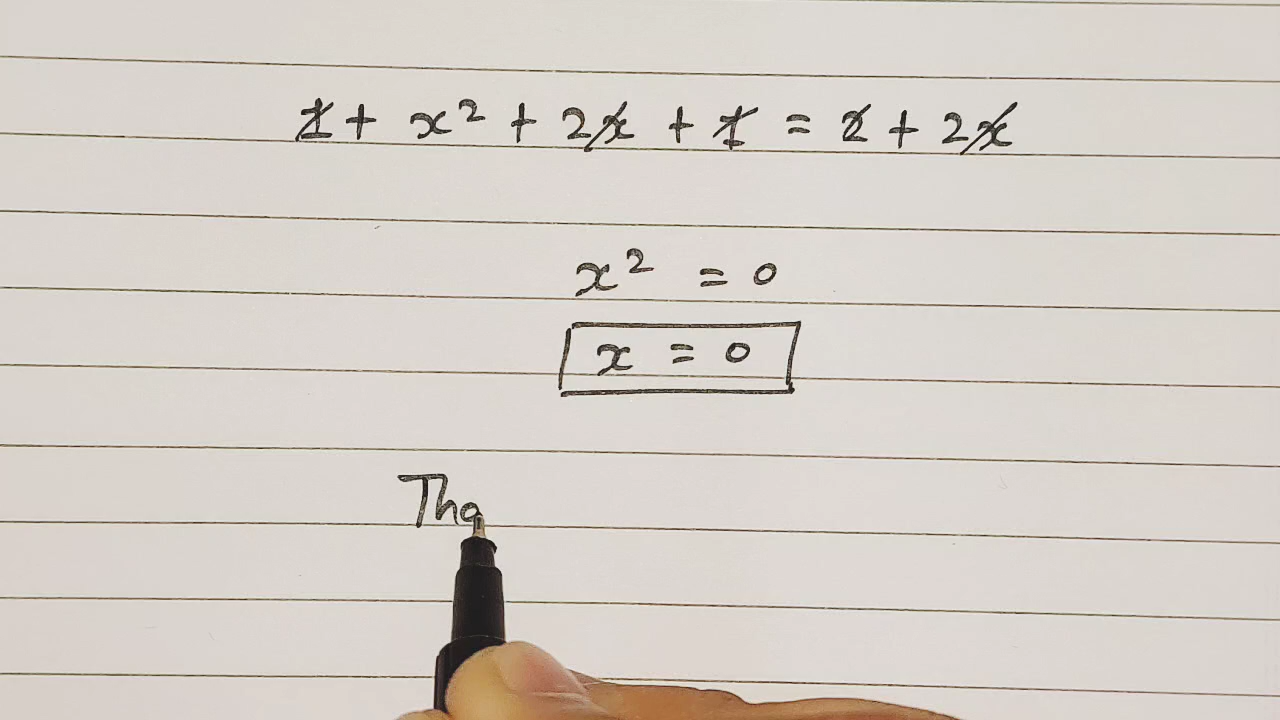 1 + x² + 2x + 1 = 2 + 2x
x² = 0
x = 0
Tha